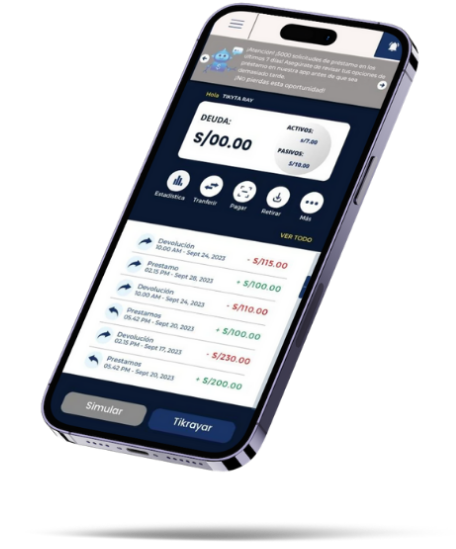 ¡Atención! ¡5000 solicitudes de préstamo en los
últimos 7 días! Asegúrate de revisar tus opciones de
préstamo en nuestra app antes de que sea
demasiado tarde.
¡No pierdas esta oportunidad!
Hola TIKYTA RAY
DEUDA:
S/00.00
ACTIVOS:
s/7.00
PASIVOS:
S/10.00
Estadística
Tranferir
Pagar
Retirar
Más
VER TODO
Devolución
10.00 AM - Sept 24, 2023
- S/115.00
Prestamo
02.15 PM - Sept 28, 2023
+ S/100.00
Devolución
10.00 AM - Sept 24, 2023
- S/110.00
Prestamos
05.42 PM - Sept 20, 2023
+ S/100.00
Devolución
02.15 PM - Sept 17, 2023
- S/230.00
Prestamos
05.42 PM - Sept 20, 2023
+ S/200.00
Simular
Tikrayar